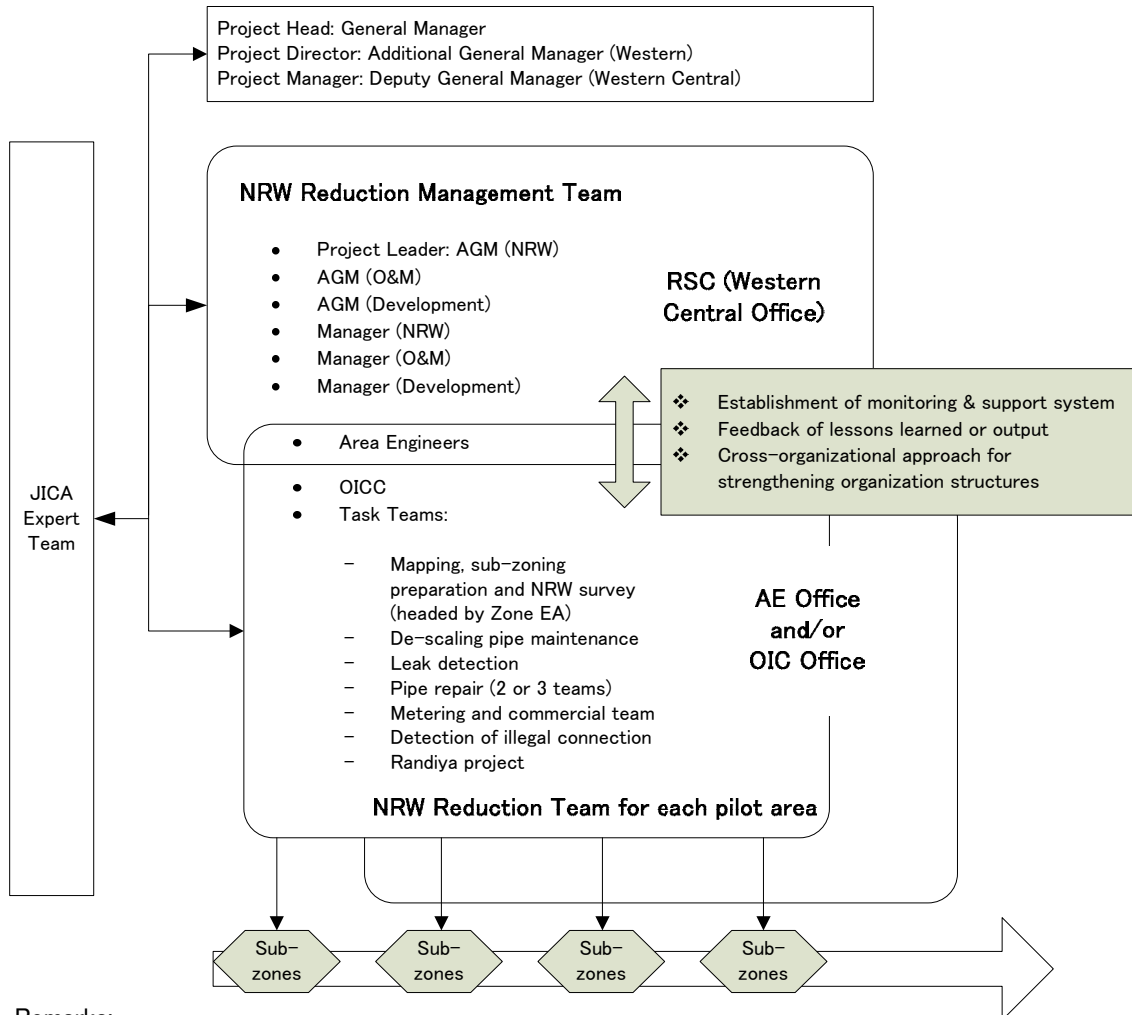 Project Head: General Manager
Project Director: Additional General Manager (Western)
Project Manager: Deputy General Manager (Western Central)
NRW Reduction Management Team
• Project Leader: AGM (NRW)
• AGM (O&M)
• AGM (Development)
• Manager (NRW)
• Manager (O&M)
• Manager (Development)
RSC (Western
Central Office)
❖ Establishment of monitoring & support system
❖ Feedback of lessons learned or output
❖ Cross-organizational approach for
strengthening organization structures
• Area Engineers
• OICC
• Task Teams:
– Mapping, sub-zoning
preparation and NRW survey
(headed by Zone EA)
– De-scaling pipe maintenance
– Leak detection
– Pipe repair (2 or 3 teams)
– Metering and commercial team
– Detection of illegal connection
– Randiya project
AE Office
and/or
OIC Office
NRW Reduction Team for each pilot area
JICA
Expert
Team
Sub-
zones
Sub-
zones
Sub-
zones
Sub-
zones
Remarks: